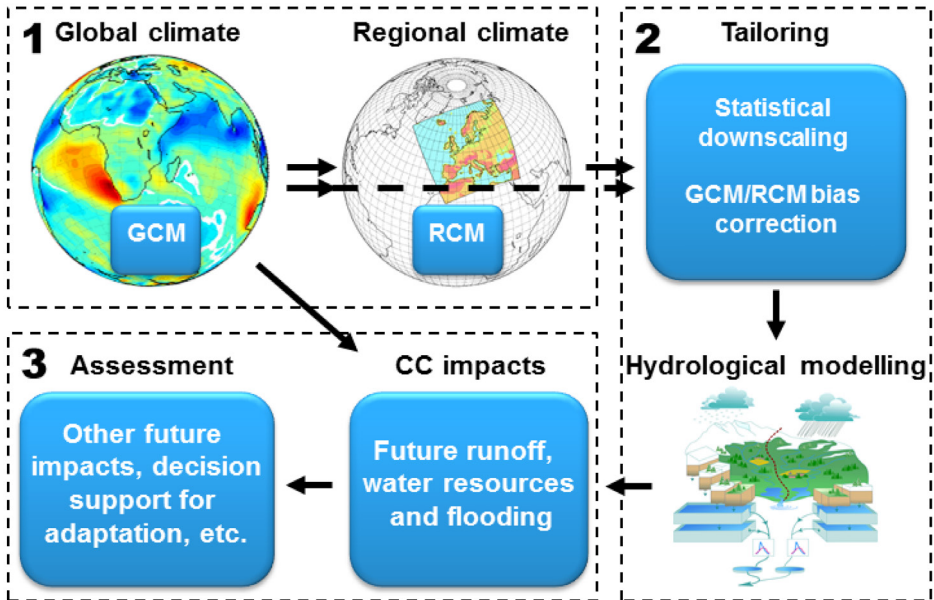 1 Global climate
Regional climate
GCM
RCM
2 Tailoring
Statistical
downscaling
GCM/RCM bias
correction
Hydrological modelling
3 Assessment
Other future
impacts, decision
support for
adaptation, etc.
CC impacts
Future runoff,
water resources
and flooding